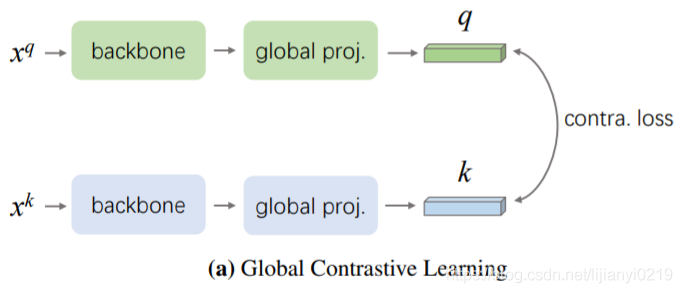 q
x^q backbone global proj.
contra. loss
k
x^k backbone global proj.
(a) Global Contrastive Learning
https://blog.csdn.net/lijianyi0219